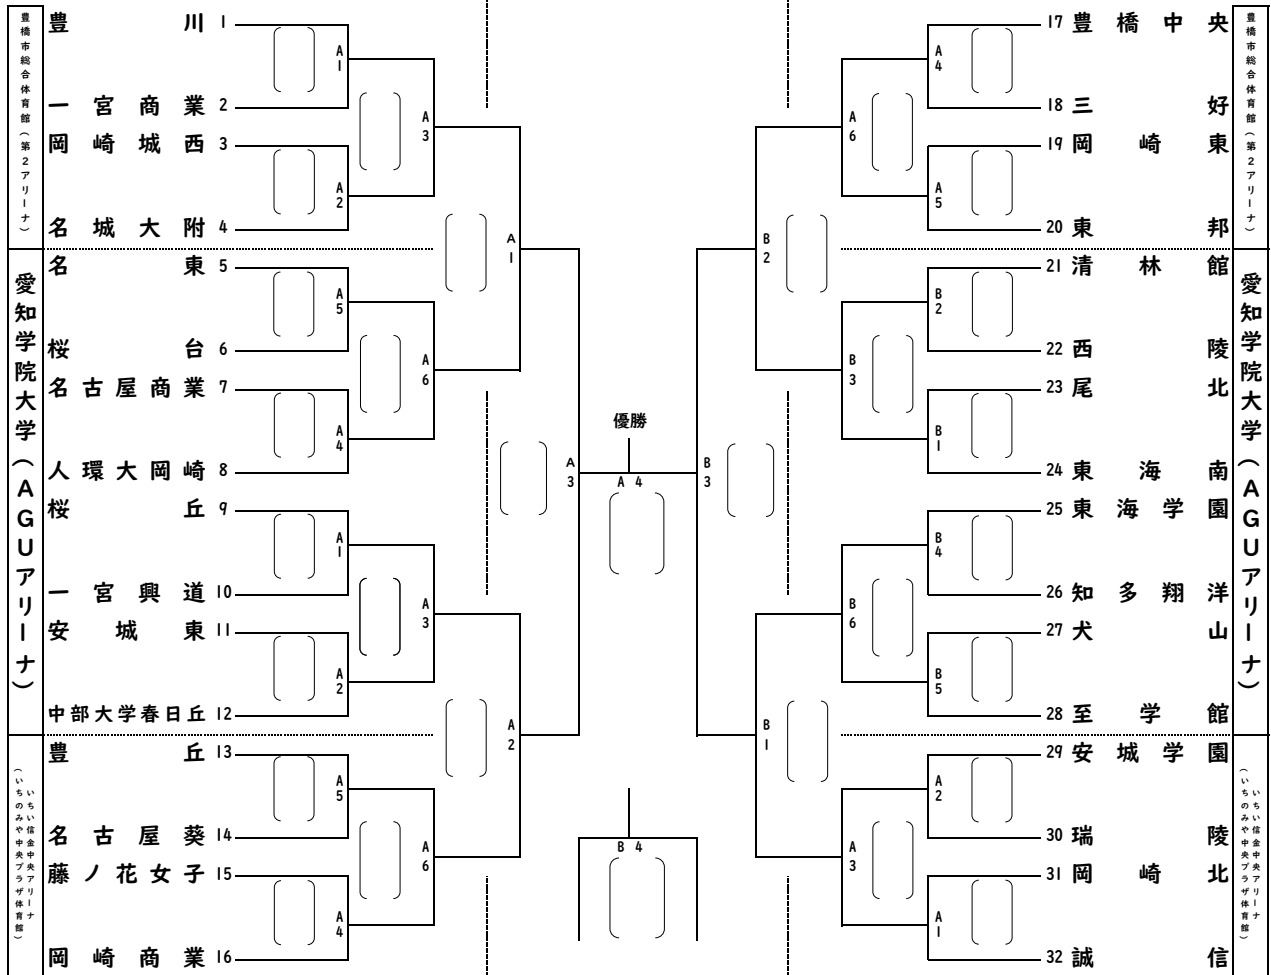 豊橋市総合体育館（第2アリーナ）
愛知学院大学（AGUアリーナ）
いちい信金中央アリーナ
（いちのみや中央プラザ体育館）
豊川 1
一宮商業 2
岡崎城西 3
名城大附 4
名東 5
桜台 6
名古屋商業 7
人環大岡崎 8
桜丘 9
一宮興道 10
安城東 11
中部大学春日丘 12
豊丘 13
名古屋葵 14
藤ノ花女子 15
岡崎商業 16
A1
A2
A5
A4
A1
A2
A5
A4
A3
A6
A3
A6
A1
A2
A3
優勝
A 4
B 4
B3
B2
B1
A6
B3
B6
A3
A4
A5
B2
B1
B4
B5
A2
A1
17 豊橋中央
18 三好
19 岡崎東
20 東邦
21 清林館
22 西陵
23 尾北
24 東海南
25 東海学園
26 知多翔洋
27 犬山
28 至学館
29 安城学園
30 瑞陵
31 岡崎北
32 誠信
豊橋市総合体育館（第2アリーナ）
愛知学院大学（AGUアリーナ）
いちい信金中央アリーナ
（いちのみや中央プラザ体育館）